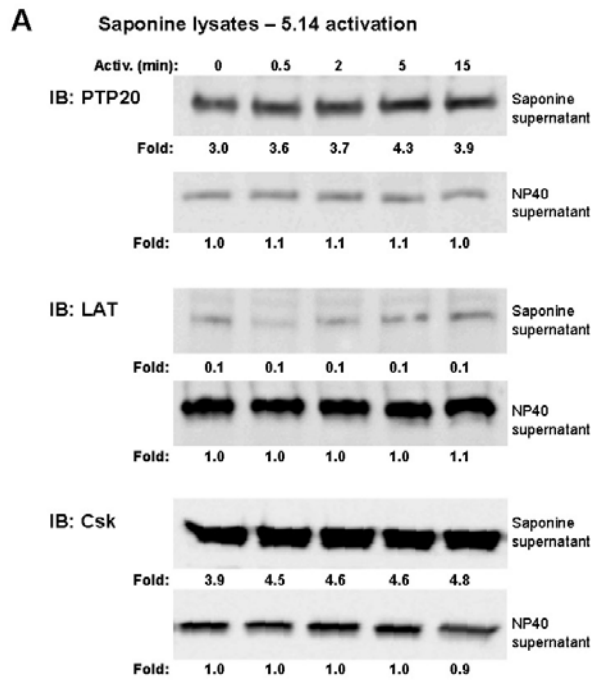 A
Saponine lysates – 5.14 activation
Activ. (min): 0 0.5 2 5 15
IB: PTP20
Saponine
supernatant
Fold: 3.0 3.6 3.7 4.3 3.9
NP40
supernatant
Fold: 1.0 1.1 1.1 1.1 1.0
IB: LAT
Saponine
supernatant
Fold: 0.1 0.1 0.1 0.1 0.1
NP40
supernatant
Fold: 1.0 1.0 1.0 1.0 1.1
IB: Csk
Saponine
supernatant
Fold: 3.9 4.5 4.6 4.6 4.8
NP40
supernatant
Fold: 1.0 1.0 1.0 1.0 0.9